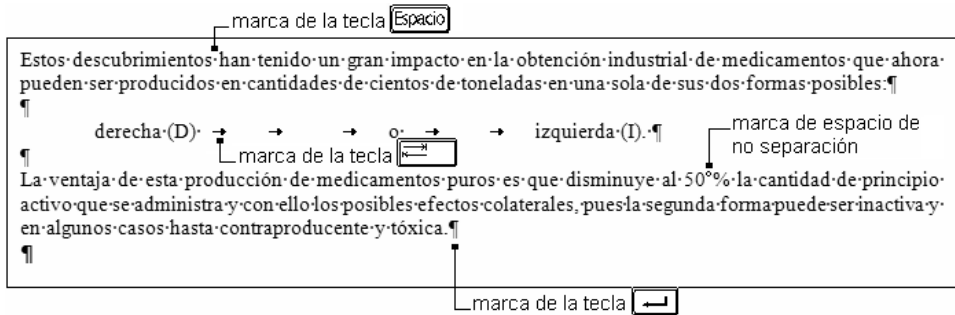 marca de la tecla Espacio
Estos·descubrimientos·han·tenido·un·gran·impacto·en·la·obtención·industrial·de·medicamentos·que·ahora·
pueden·ser·producidos·en·cantidades·de·cientos·de·toneladas·en·una·sola·de·sus·dos·formas·posibles:¶
¶
derecha·(D)· → → → o· → → izquierda·(I).·¶
marca de espacio de
no separación
¶
marca de la tecla
La·ventaja·de·esta·producción·de·medicamentos·puros·es·que·disminuye·al·50°%·la·cantidad·de·principio·
activo·que·se·administra·y·con·ello·los·posibles·efectos·colaterales,·pues·la·segunda·forma·puede·ser·inactiva·y·
en·algunos·casos·hasta·contraproducente·y·tóxica.¶
¶
marca de la tecla